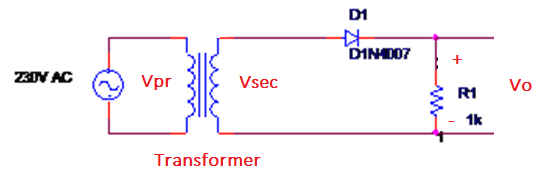 D1
D1N4007
230V AC
Vpr
Vsec
+
R1
Vo
-
1k
Transformer